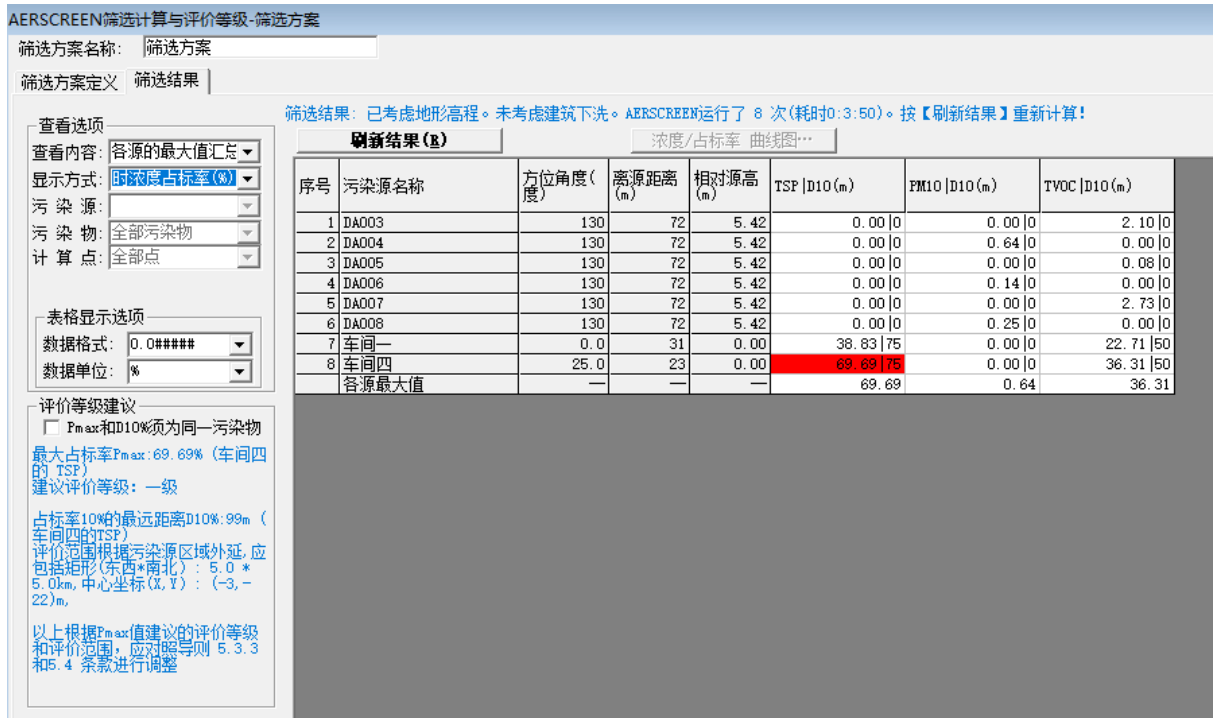 AERSCREEN筛选计算与评价等级-筛选方案
筛选方案名称: 筛选方案
筛选方案定义 筛选结果
筛选结果: 已考虑地形高程。未考虑建筑下洗。AERSCREEN运行了 8 次(耗时0:3:50)。按【刷新结果】重新计算!
刷新结果(R) 浓度/占标率 曲线图…
查看选项
查看内容: 各源的最大值汇总
显示方式: 时浓度占标率(%)
污 染 源:
污 染 物: 全部污染物
计 算 点: 全部点
表格显示选项
数据格式: 0.0#####
数据单位: %
评价等级建议
Pmax和D10%须为同一污染物
最大占标率Pmax:69.69% (车间四
的 TSP)
建议评价等级: 一级
占标率10%的最远距离D10%:99m (
车间四的TSP)
评价范围根据污染源区域外延,应
包括矩形(东西*南北) : 5.0 *
5.0km,中心坐标(X,Y) : (-3,-
22)m,
以上根据Pmax值建议的评价等级
和评价范围, 应对照导则 5.3.3
和5.4 条款进行调整
序号 污染源名称 方位角度(度) 离源距离(m) 相对源高(m) TSP|D10(m) PM10|D10(m) TVOC|D10(m)
1 DA003 130 72 5.42 0.00|0 0.00|0 2.10|0
2 DA004 130 72 5.42 0.00|0 0.64|0 0.00|0
3 DA005 130 72 5.42 0.00|0 0.00|0 0.08|0
4 DA006 130 72 5.42 0.00|0 0.14|0 0.00|0
5 DA007 130 72 5.42 0.00|0 0.00|0 2.73|0
6 DA008 130 72 5.42 0.00|0 0.25|0 0.00|0
7 车间一 0.0 31 0.00 38.83|75 0.00|0 22.71|50
8 车间四 25.0 23 0.00 69.69|75 0.00|0 36.31|50
各源最大值 — — — 69.69 0.64 36.31